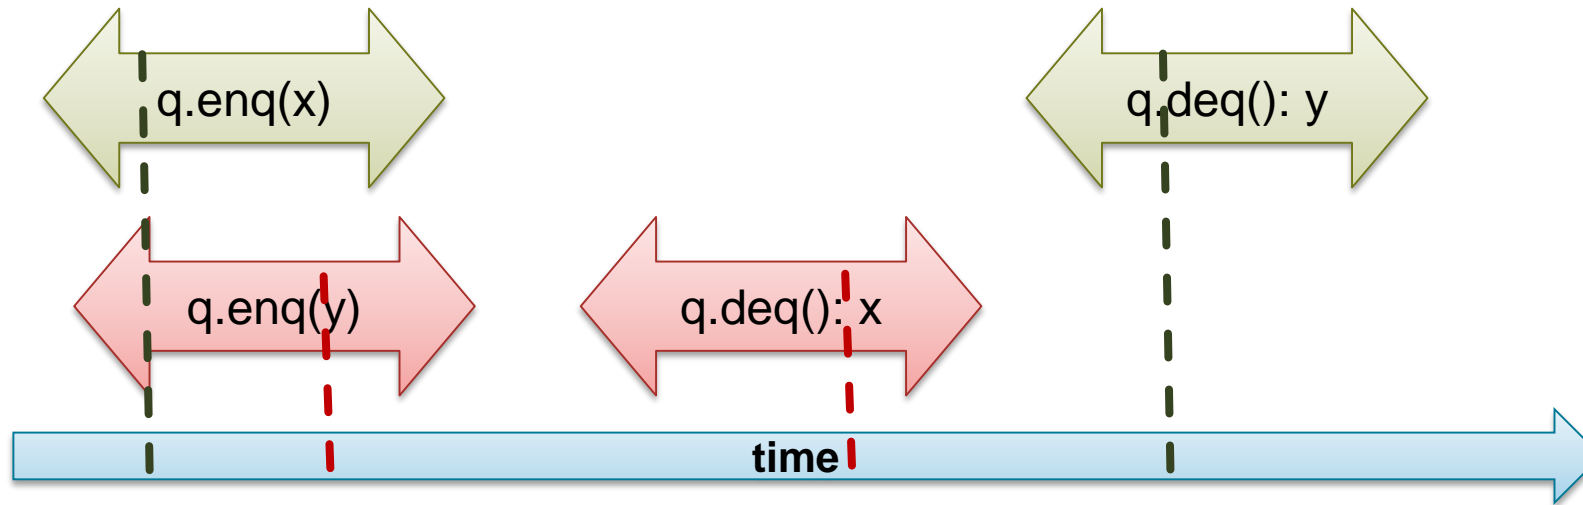 q.enq(x)
q.deq(): y
q.enq(y)
q.deq(): x
time